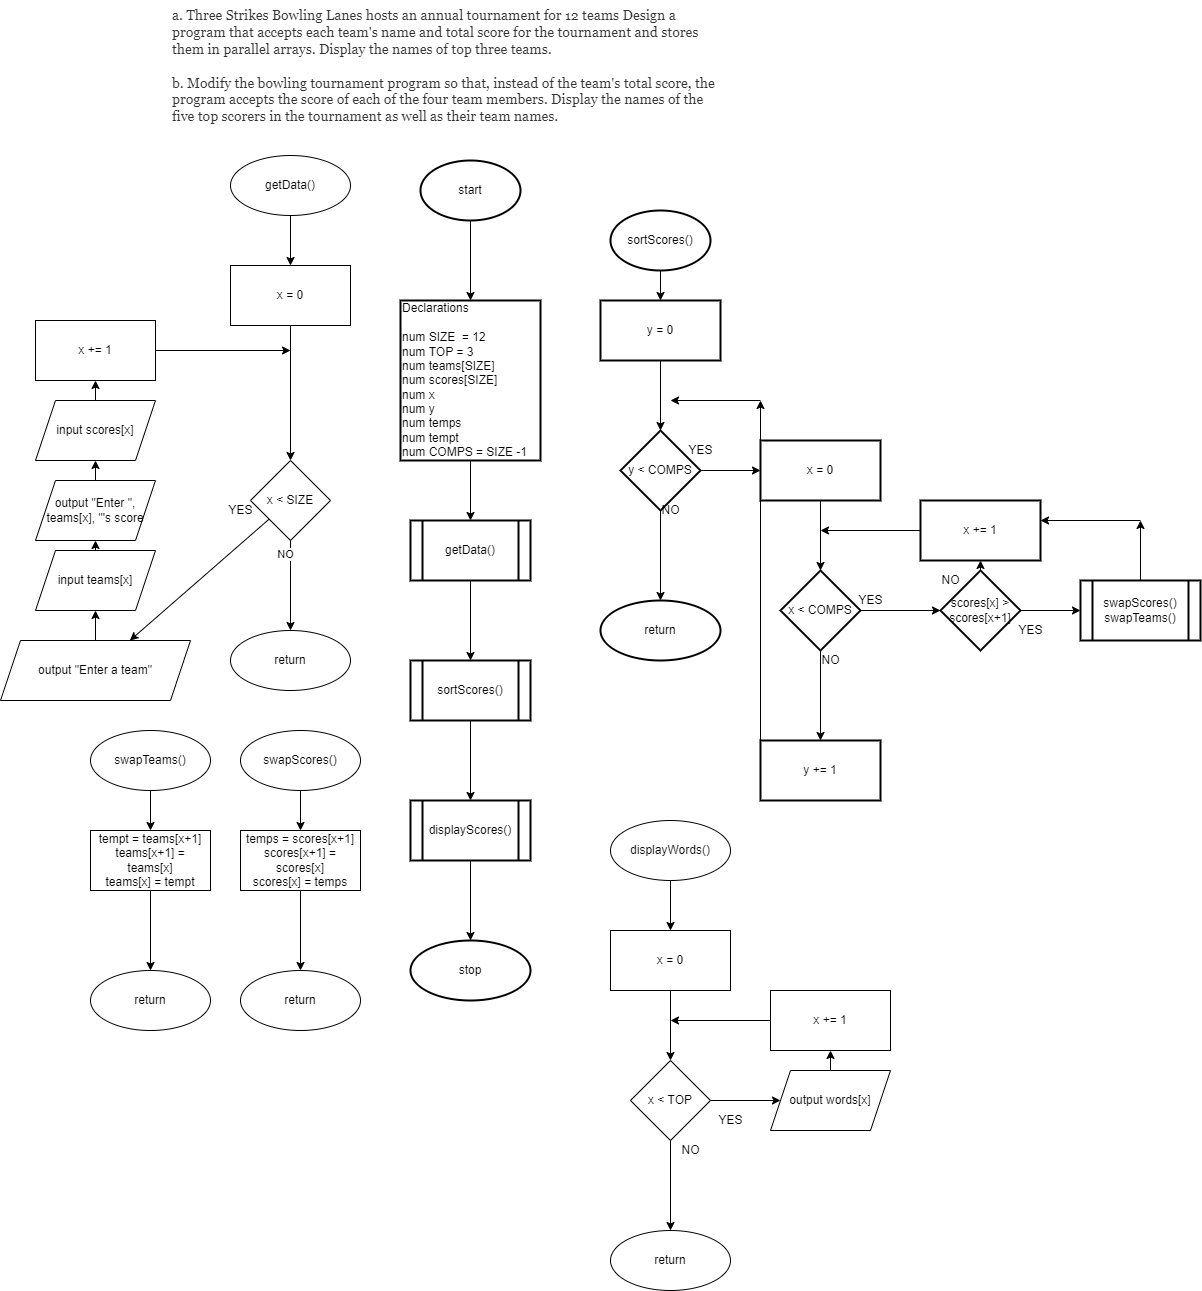 a. Three Strikes Bowling Lanes hosts an annual tournament for 12 teams Design a
program that accepts each team's name and total score for the tournament and stores
them in parallel arrays. Display the names of top three teams.
b. Modify the bowling tournament program so that, instead of the team's total score, the
program accepts the score of each of the four team members. Display the names of the
five top scorers in the tournament as well as their team names.
getData()
x = 0
x += 1
input scores[x]
output "Enter ",
teams[x], "'s score
input teams[x]
output "Enter a team"
x < SIZE
YES
NO
return
swapTeams()
tempt = teams[x+1]
teams[x+1] =
teams[x]
teams[x] = tempt
return
swapScores()
temps = scores[x+1]
scores[x+1] =
scores[x]
scores[x] = temps
return
start
Declarations
num SIZE  = 12
num TOP = 3
num teams[SIZE]
num scores[SIZE]
num x
num y
num temps
num tempt
num COMPS = SIZE -1
getData()
sortScores()
displayScores()
stop
sortScores()
y = 0
y < COMPS
YES
NO
return
x = 0
x < COMPS
YES
NO
scores[x] >
scores[x+1]
NO
YES
x += 1
swapScores()
swapTeams()
y += 1
displayWords()
x = 0
x < TOP
YES
NO
output words[x]
x += 1
return